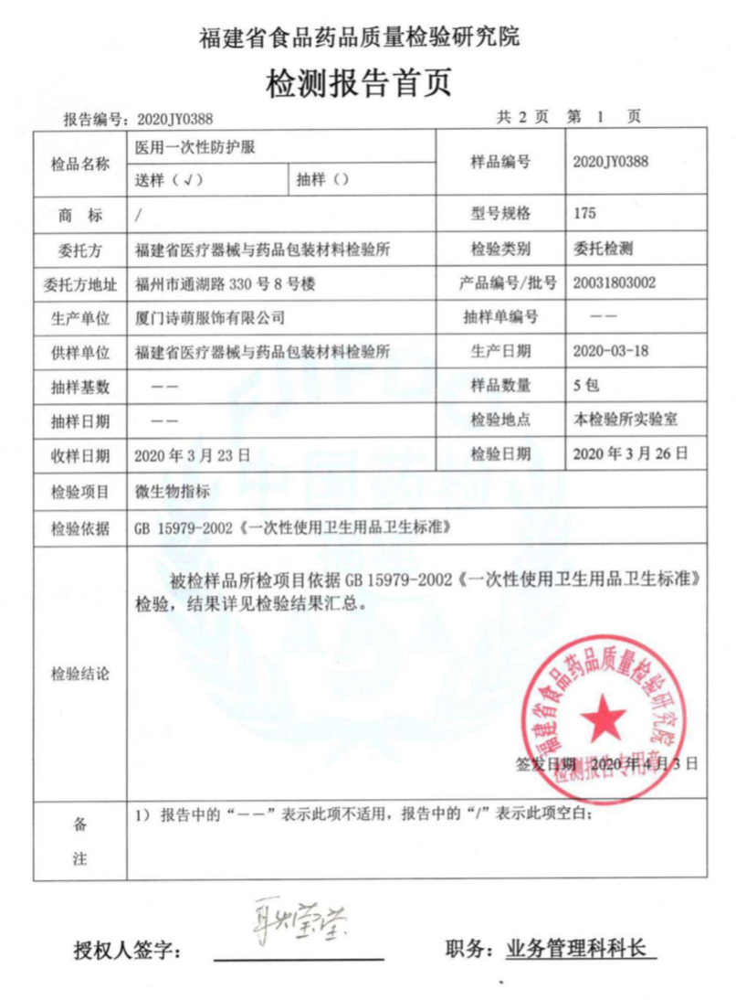 福建省食品药品质量检验研究院
检测报告首页
报告编号：2020JY0388 共 2 页 第 1 页
检品名称 医用一次性防护服 样品编号 2020JY0388
送样（√） 抽样（）
商 标 / 型号规格 175
委托方 福建省医疗器械与药品包装材料检验所 检验类别 委托检测
委托方地址 福州市通湖路 330 号 8 号楼 产品编号/批号 20031803002
生产单位 厦门诗萌服饰有限公司 抽样单编号 ——
供样单位 福建省医疗器械与药品包装材料检验所 生产日期 2020-03-18
抽样基数 —— 样品数量 5 包
抽样日期 —— 检验地点 本检验所实验室
收样日期 2020 年 3 月 23 日 检验日期 2020 年 3 月 26 日
检验项目 微生物指标
检验依据 GB 15979-2002《一次性使用卫生用品卫生标准》
被检样品所检项目依据 GB 15979-2002《一次性使用卫生用品卫生标准》
检验，结果详见检验结果汇总。
检验结论
福建省食品药品质量检验研究院
签发日期 2020 年 4 月 3 日
检测报告专用章
备注
1） 报告中的“——”表示此项不适用，报告中的“/”表示此项空白；
FJIFDC
中国药检
授权人签字： 职务：业务管理科科长